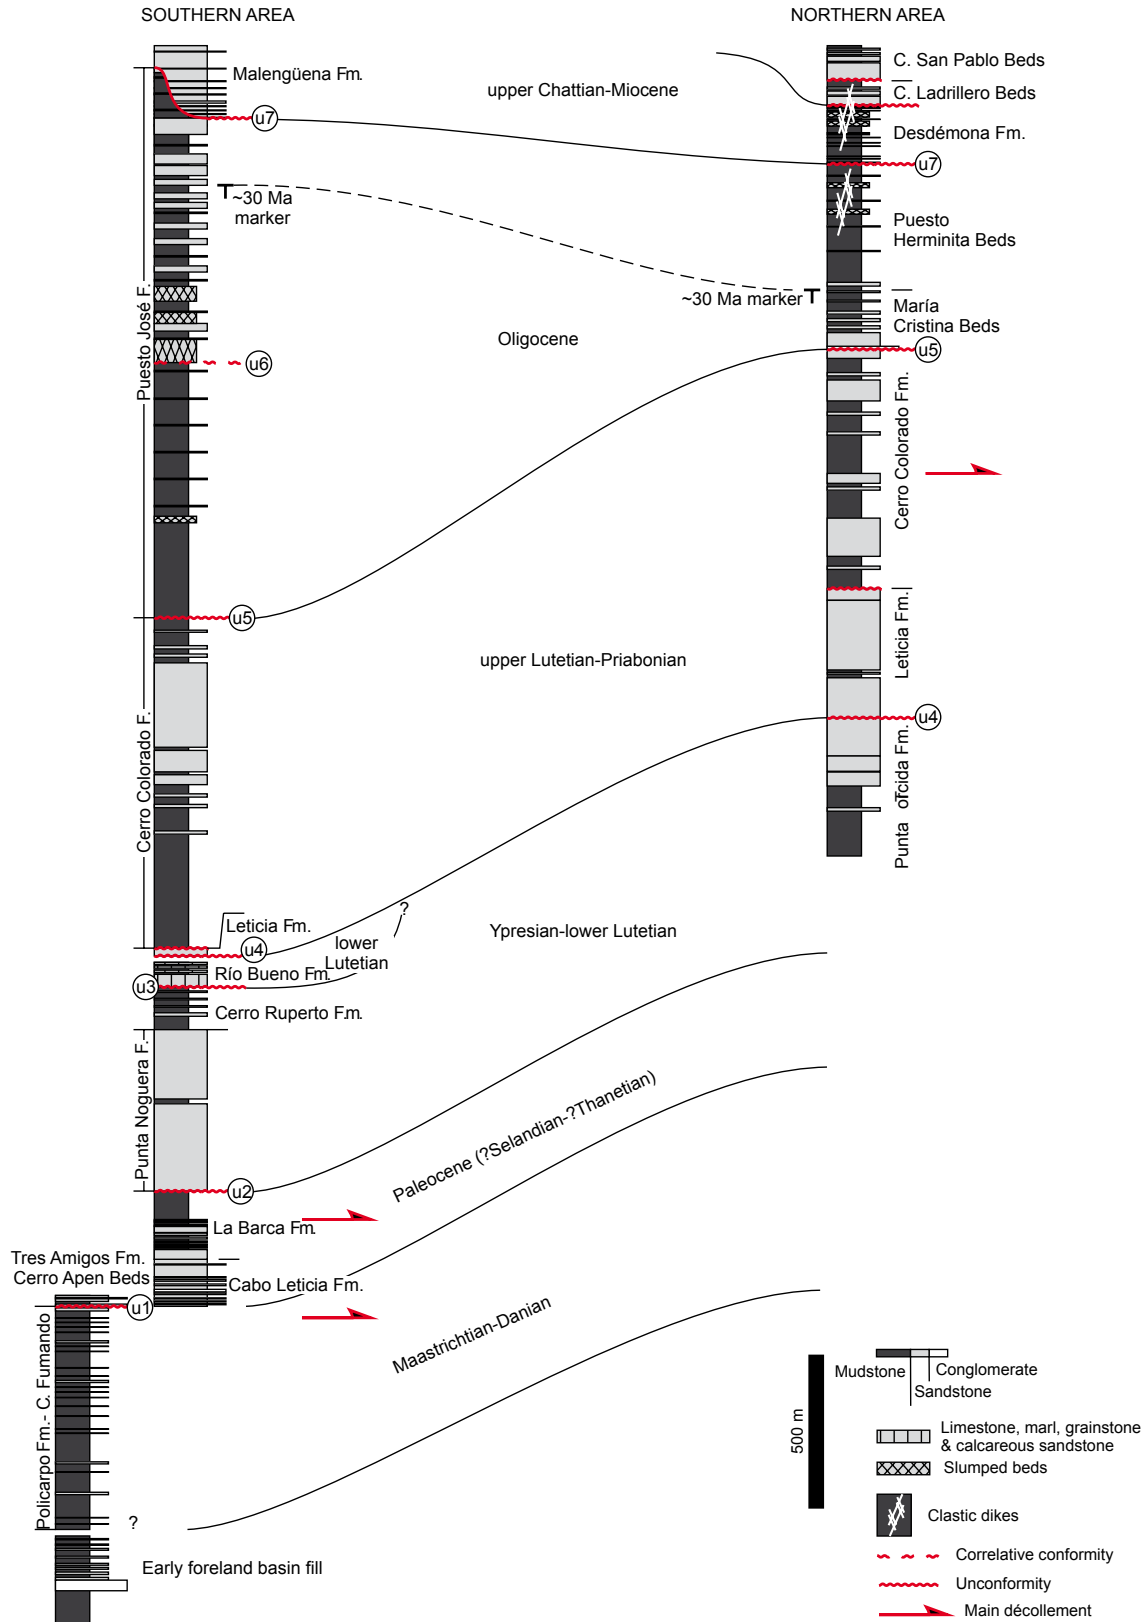 SOUTHERN AREA
NORTHERN AREA
Malengüena Fm.
u7
upper Chattian-Miocene
C. San Pablo Beds
C. Ladrillero Beds
Desdémona Fm.
u7
~30 Ma
marker
Puesto
Herminita Beds
~30 Ma marker
María
Cristina Beds
Puesto José F.
Oligocene
u6
u5
Cerro Colorado Fm.
u5
upper Lutetian-Priabonian
Leticia Fm.
u4
Cerro Colorado F.
Punta Torcida Fm.
Leticia Fm.
u4
lower
Lutetian
?
Ypresian-lower Lutetian
Río Bueno Fm.
u3
Cerro Ruperto Fm.
Punta Noguera F.
u2
Paleocene (?Selandian-?Thanetian)
La Barca Fm.
Tres Amigos Fm.
Cerro Apen Beds
Cabo Leticia Fm.
u1
Maastrichtian-Danian
Policarpo Fm.- C. Fumando
?
Early foreland basin fill
500 m
Mudstone
Conglomerate
Sandstone
Limestone, marl, grainstone
& calcareous sandstone
Slumped beds
Clastic dikes
Correlative conformity
Unconformity
Main décollement